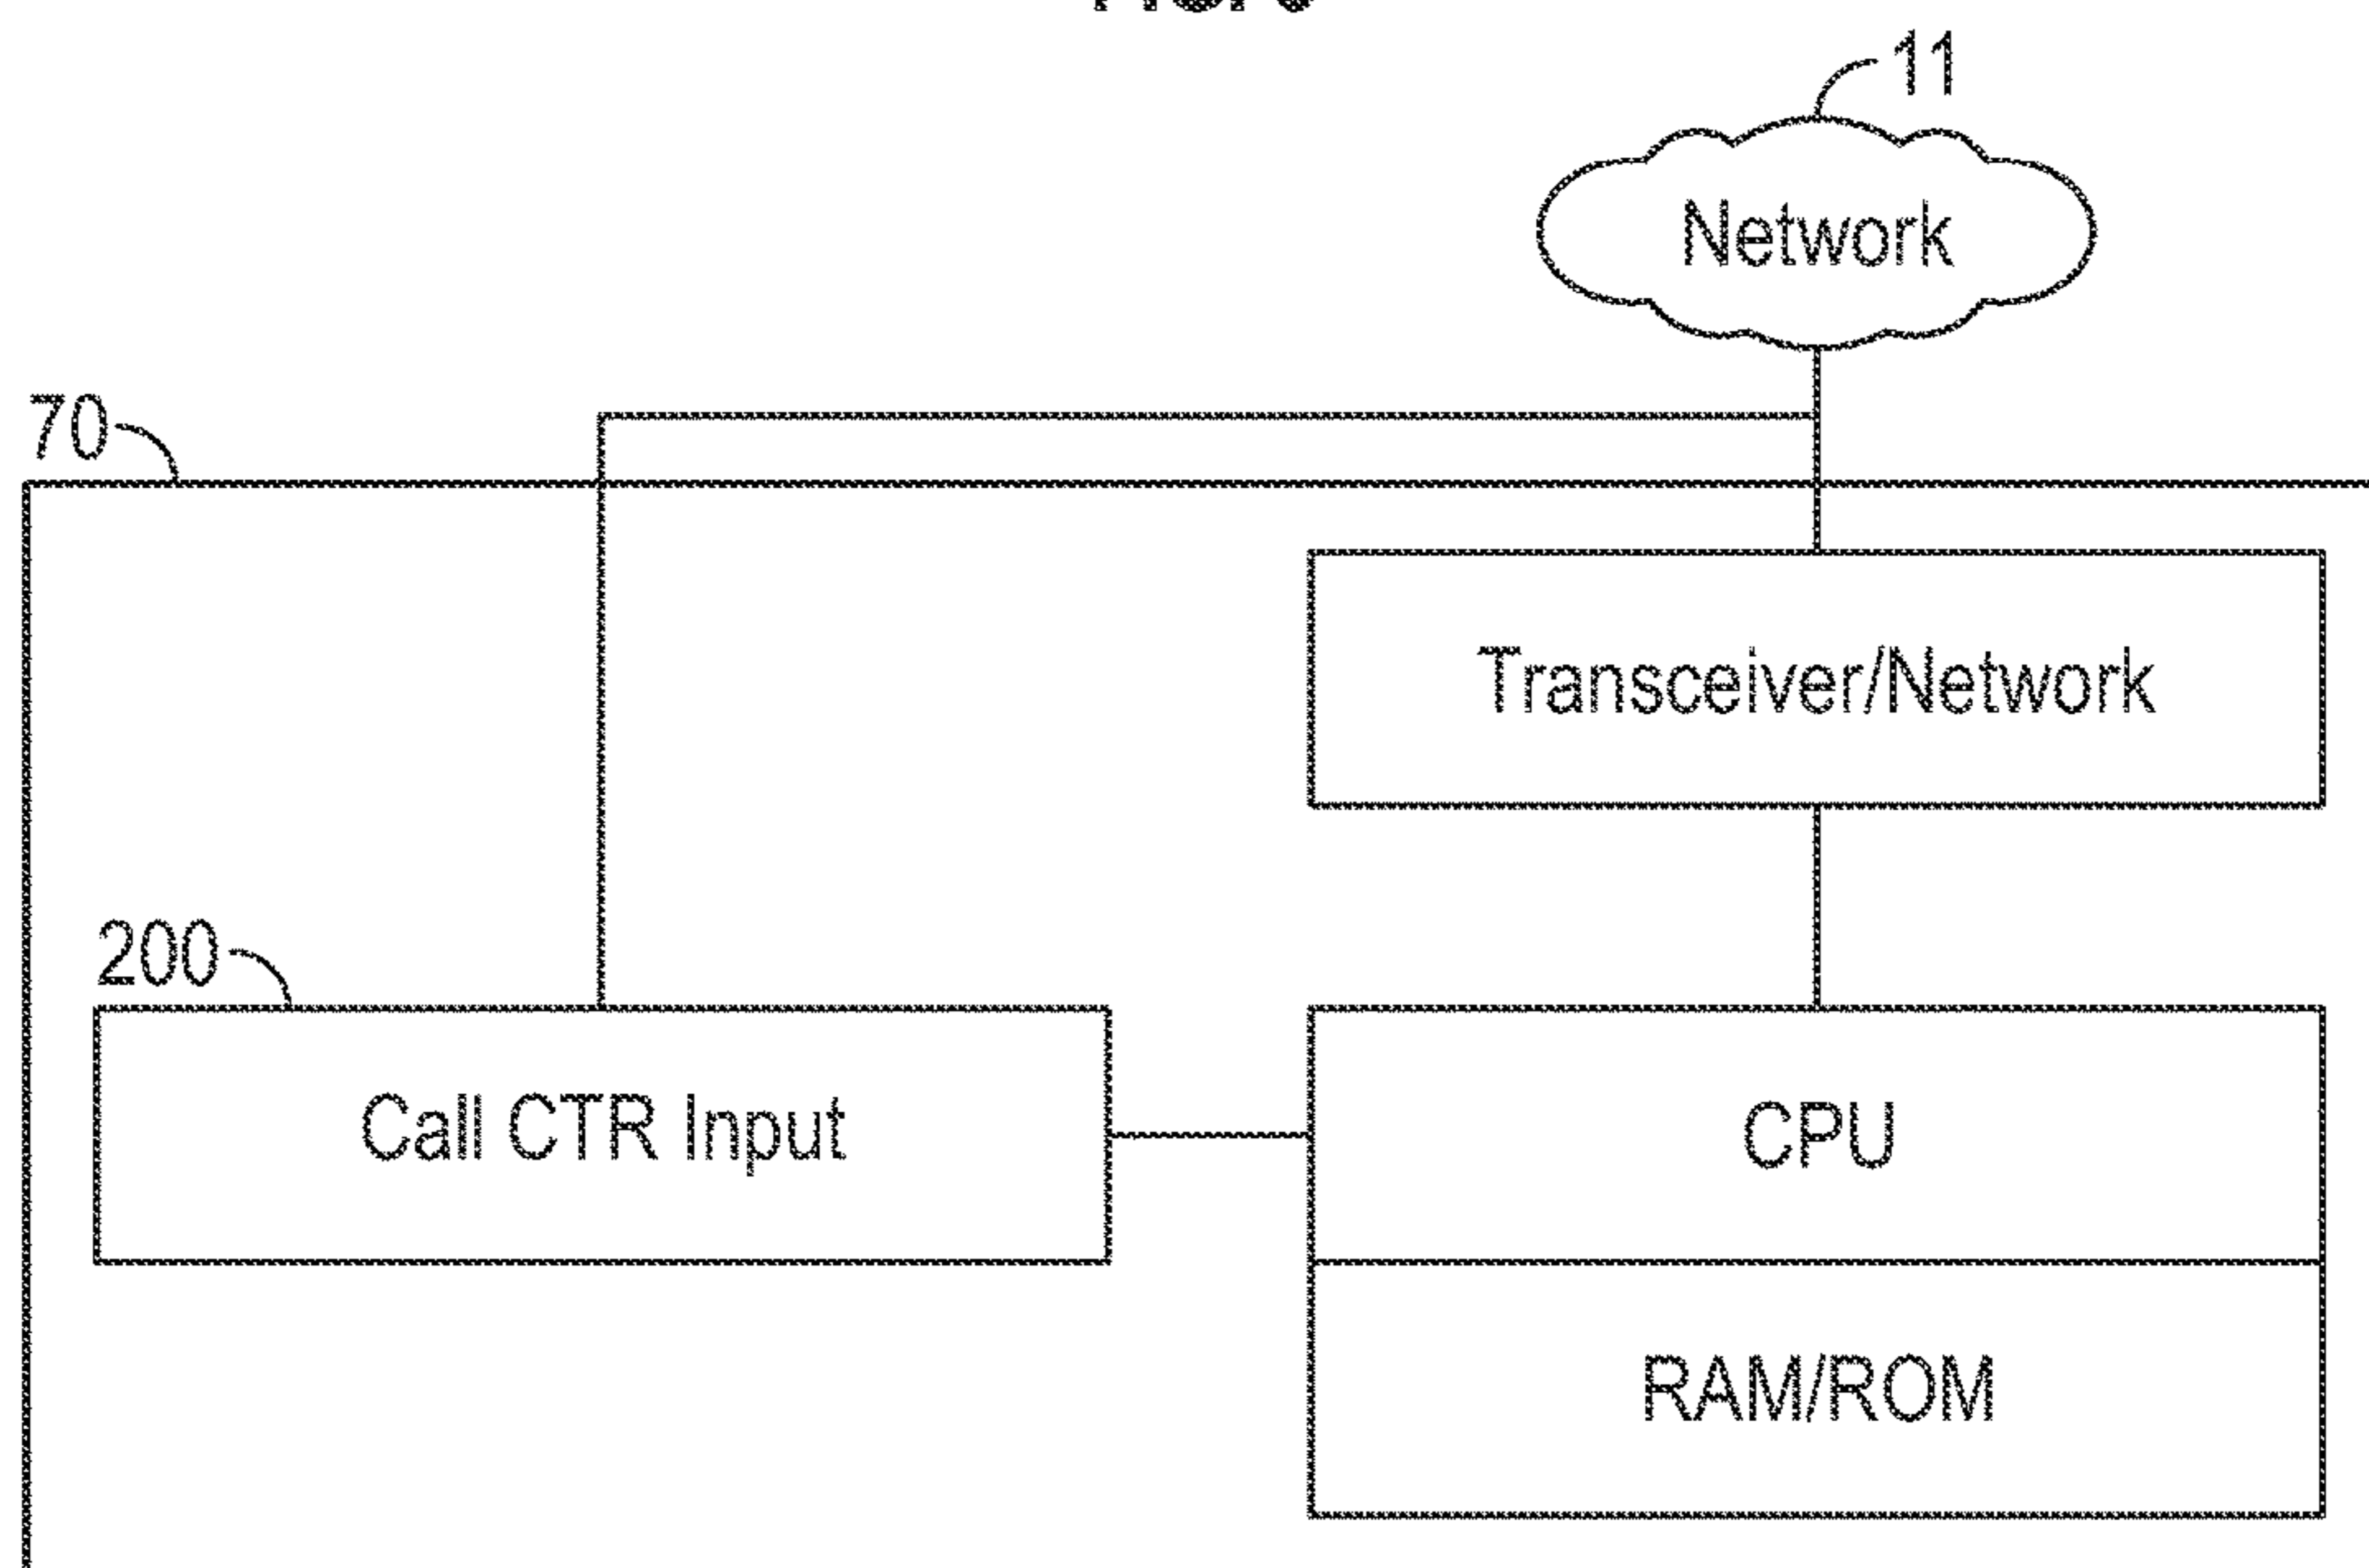 11
Network
70
Transceiver/Network
200
Call CTR Input
CPU
RAM/ROM